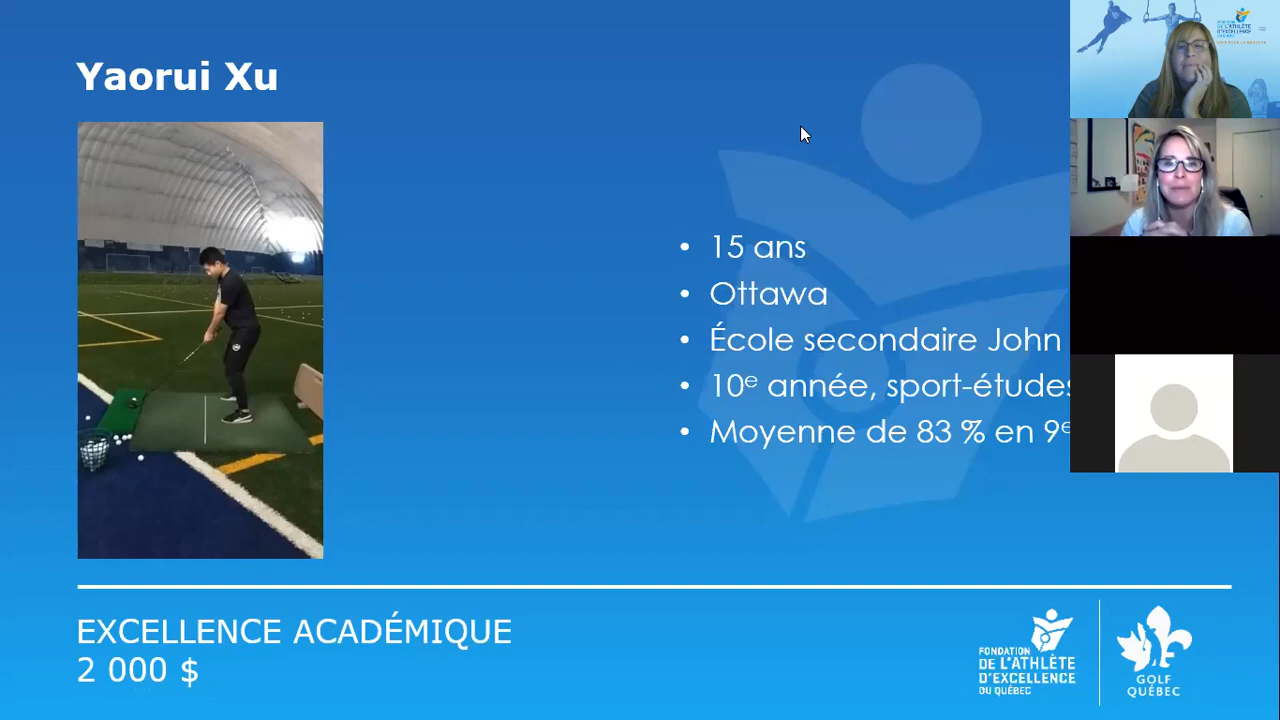 Yaorui Xu
• 15 ans
• Ottawa
• École secondaire John
• 10e année, sport-études
• Moyenne de 83 % en 9e
EXCELLENCE ACADÉMIQUE
2 000 $
FONDATION
DE L'ATHLÈTE
D'EXCELLENCE
DU QUÉBEC
GOLF
QUÉBEC